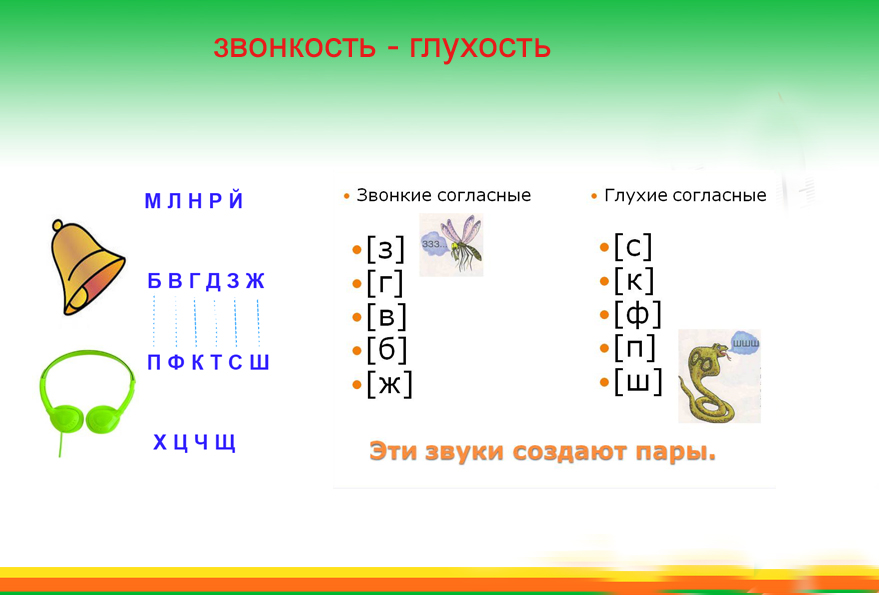 звонкость - глухость
М Л Н Р Й
Б В Г Д З Ж
П Ф К Т С Ш
Х Ц Ч Щ
• Звонкие согласные
ззз...
•[з]
•[г]
•[в]
•[б]
•[ж]
• Глухие согласные
•[с]
•[к]
•[ф]
•[п]
•[ш]
шшш
Эти звуки создают пары.